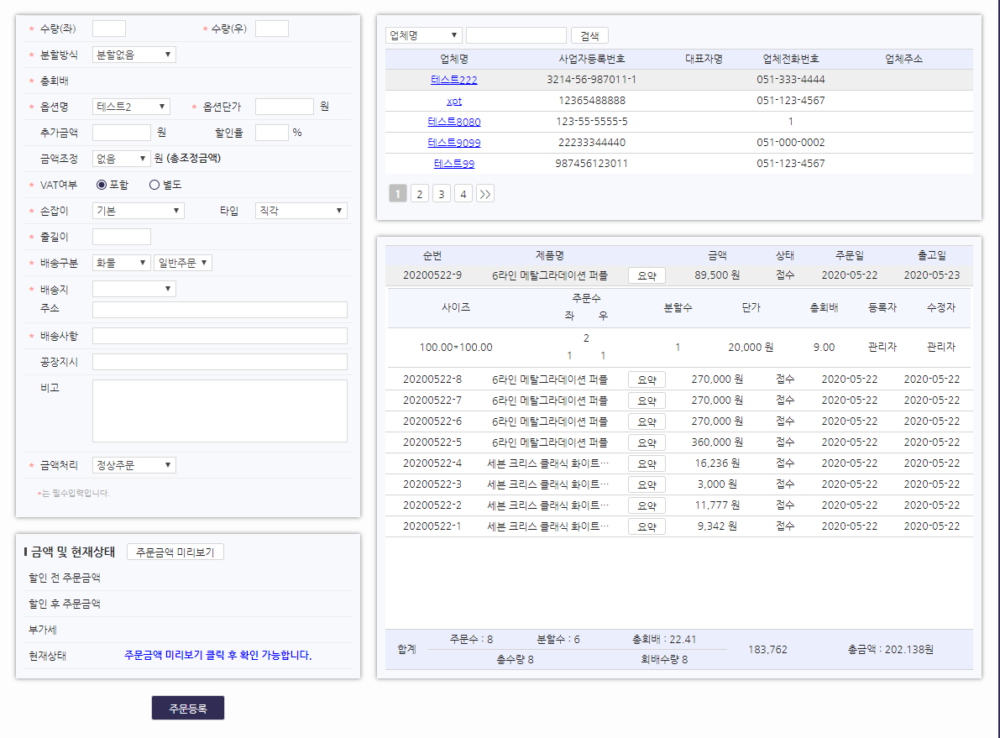 * 수량(좌) * 수량(우)
* 분할방식 분할없음 ▼
* 총회배
* 옵션명 테스트2 ▼ * 옵션단가 원
추가금액 원 할인율 %
금액조정 없음 ▼ 원 (총조정금액)
* VAT여부 포함 별도
* 손잡이 기본 ▼ 타입 직각 ▼
* 줄길이
* 배송구분 화물 ▼ 일반주문 ▼
* 배송지 ▼
주소
* 배송사항
공장지시
비고
* 금액처리 정상주문 ▼
*는 필수입력입니다.
금액 및 현재상태 주문금액 미리보기
할인 전 주문금액
할인 후 주문금액
부가세
현재상태 주문금액 미리보기 클릭 후 확인 가능합니다.
주문등록
업체명 ▼ 검색
업체명 사업자등록번호 대표자명 업체전화번호 업체주소
테스트222 3214-56-987011-1 051-333-4444
xpt 12365488888 051-123-4567
테스트8080 123-55-5555-5 1
테스트9099 22233344440 051-000-0002
테스트99 987456123011 051-123-4567
1 2 3 4 >>
순번 제품명 금액 상태 주문일 출고일
20200522-9 6라인 메탈그라데이션 퍼플 요약 89,500 원 접수 2020-05-22 2020-05-23
사이즈 주문수 분할수 단가 총회배 등록자 수정자
좌 우
100.00*100.00 2 1 20,000 원 9.00 관리자 관리자
1 1
20200522-8 6라인 메탈그라데이션 퍼플 요약 270,000 원 접수 2020-05-22 2020-05-22
20200522-7 6라인 메탈그라데이션 퍼플 요약 270,000 원 접수 2020-05-22 2020-05-22
20200522-6 6라인 메탈그라데이션 퍼플 요약 270,000 원 접수 2020-05-22 2020-05-22
20200522-5 6라인 메탈그라데이션 퍼플 요약 360,000 원 접수 2020-05-22 2020-05-22
20200522-4 세븐 크리스 클래식 화이트… 요약 16,236 원 접수 2020-05-22 2020-05-22
20200522-3 세븐 크리스 클래식 화이트… 요약 3,000 원 접수 2020-05-22 2020-05-22
20200522-2 세븐 크리스 클래식 화이트… 요약 11,777 원 접수 2020-05-22 2020-05-22
20200522-1 세븐 크리스 클래식 화이트… 요약 9,342 원 접수 2020-05-22 2020-05-22
합계 주문수 : 8 분할수 : 6 총회배 : 22.41 183,762 총금액 : 202.138원
총수량 8 회배수량 8